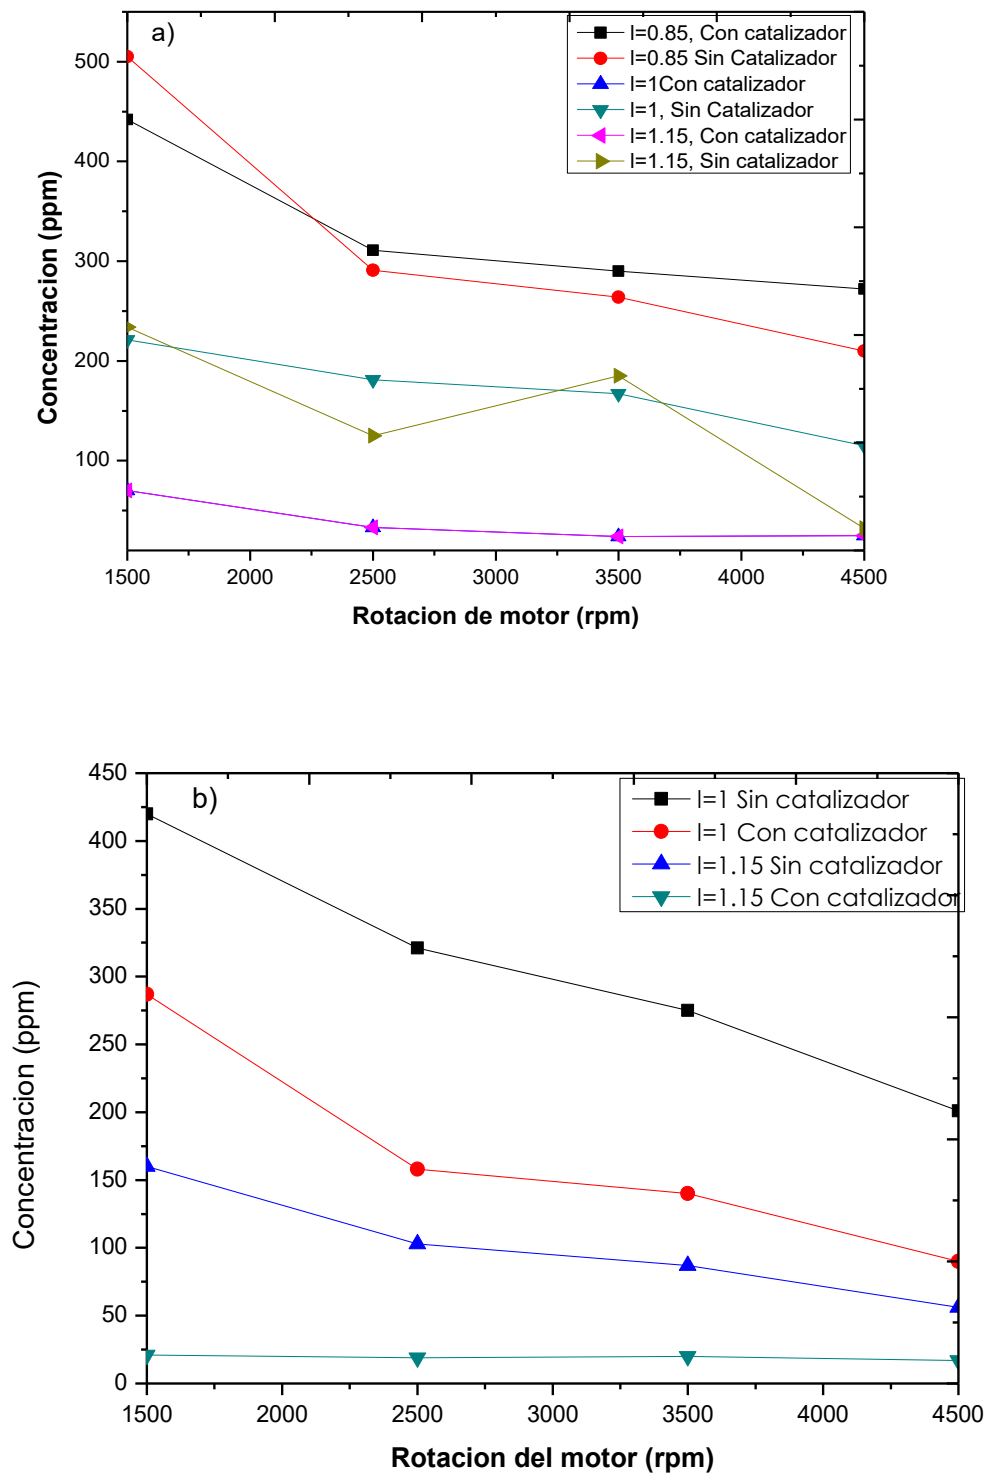 a)
l=0.85, Con catalizador
l=0.85 Sin Catalizador
l=1Con catalizador
l=1, Sin Catalizador
l=1.15, Con catalizador
l=1.15, Sin catalizador
500
400
300
200
100
Concentracion (ppm)
1500 2000 2500 3000 3500 4000 4500
Rotacion de motor (rpm)
b)
l=1 Sin catalizador
l=1 Con catalizador
l=1.15 Sin catalizador
l=1.15 Con catalizador
450
400
350
300
250
200
150
100
50
0
Concentracion (ppm)
1500 2000 2500 3000 3500 4000 4500
Rotacion del motor (rpm)